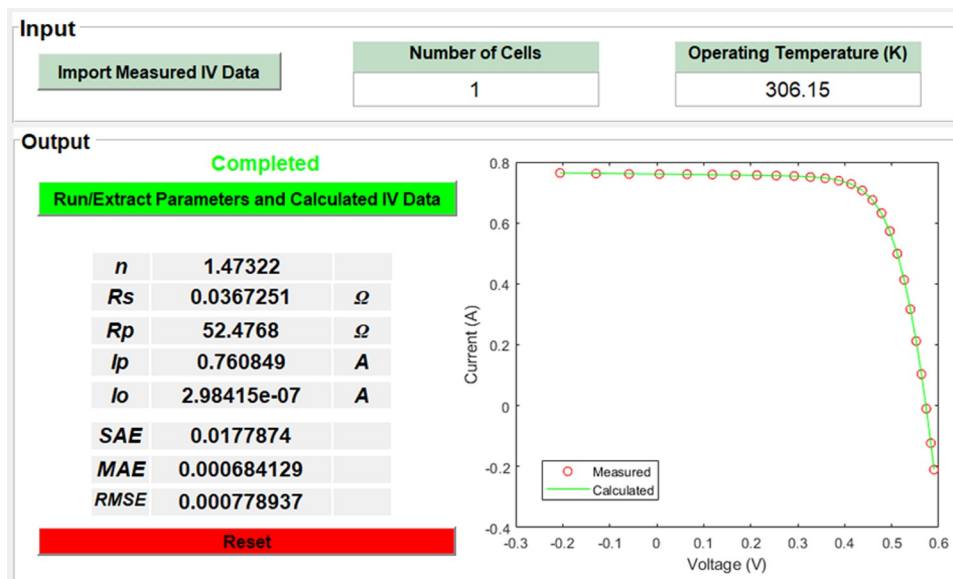 Input
Import Measured IV Data
Number of Cells
1
Operating Temperature (K)
306.15
Output
Completed
Run/Extract Parameters and Calculated IV Data
n 1.47322
Rs 0.0367251 Ω
Rp 52.4768 Ω
Ip 0.760849 A
Io 2.98415e-07 A
SAE 0.0177874
MAE 0.000684129
RMSE 0.000778937
Reset
0.8
0.6
0.4
0.2
0
-0.2
-0.4
Current (A)
Measured
Calculated
-0.3 -0.2 -0.1 0 0.1 0.2 0.3 0.4 0.5 0.6
Voltage (V)